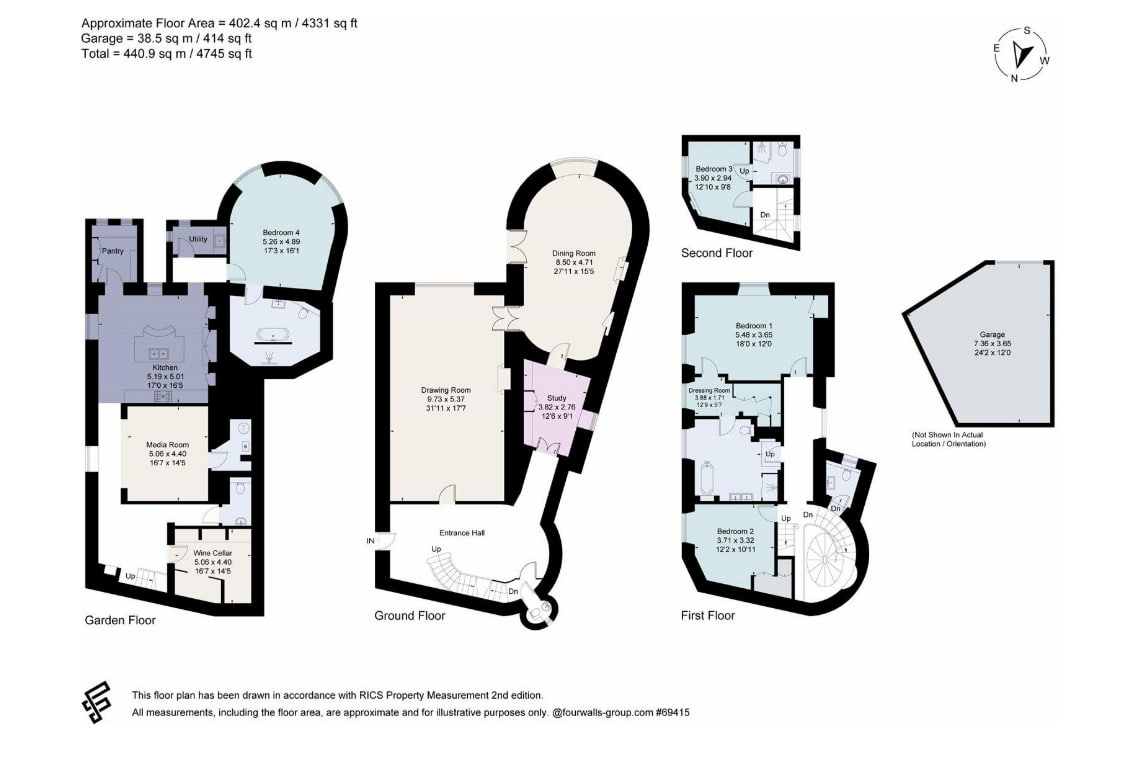 Approximate Floor Area = 402.4 sq m / 4331 sq ft
Garage = 38.5 sq m / 414 sq ft
Total = 440.9 sq m / 4745 sq ft
S
E
W
N
Pantry
Utility
Bedroom 4
5.26 x 4.89
17'3 x 16'1
Kitchen
5.19 x 5.01
17'0 x 16'5
Media Room
5.06 x 4.40
16'7 x 14'5
Wine Cellar
5.06 x 4.40
16'7 x 14'5
Up
T
Garden Floor
Dining Room
8.50 x 4.71
27'11 x 15'5
Drawing Room
9.73 x 5.37
31'11 x 17'7
Study
3.82 x 2.76
12'6 x 9'1
Entrance Hall
IN
Up
Dn
Ground Floor
Bedroom 3
3.90 x 2.94
12'10 x 9'8
Up
Dn
Second Floor
Bedroom 1
5.48 x 3.65
18'0 x 12'0
Dressing Room
3.88 x 1.71
12'9 x 5'7
Up
Bedroom 2
3.71 x 3.32
12'2 x 10'11
Up
Dn
Dn
First Floor
Garage
7.36 x 3.65
24'2 x 12'0
(Not Shown In Actual
Location / Orientation)
This floor plan has been drawn in accordance with RICS Property Measurement 2nd edition.
All measurements, including the floor area, are approximate and for illustrative purposes only. @fourwalls-group.com #69415